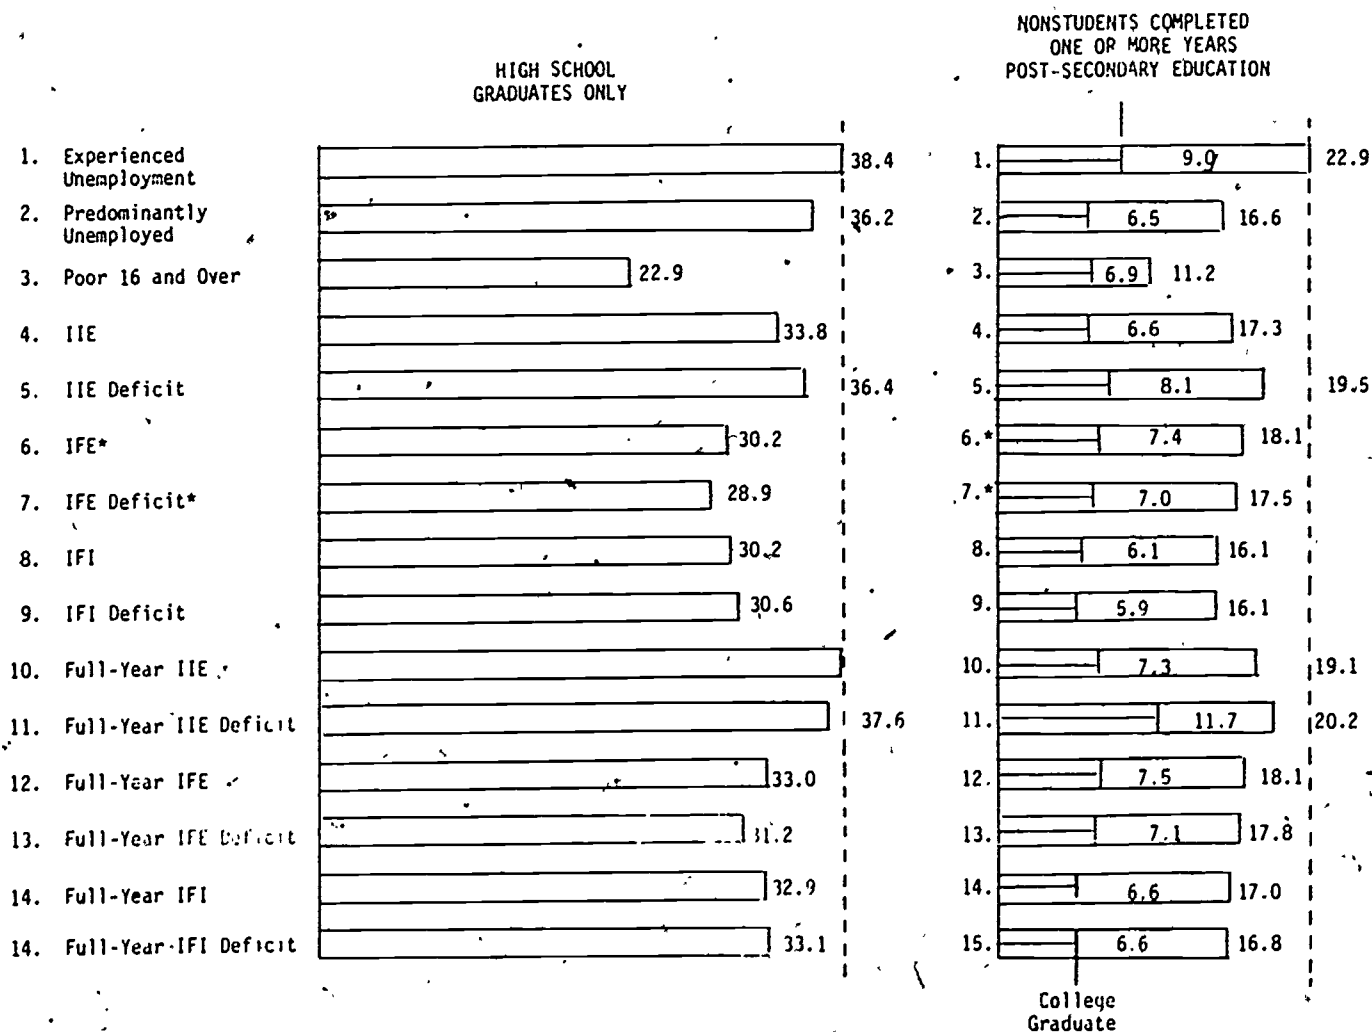 NONSTUDENTS COMPLETED
ONE OR MORE YEARS
POST-SECONDARY EDUCATION
HIGH SCHOOL
GRADUATES ONLY
1. Experienced Unemployment 38.4 1. 9.0 22.9
2. Predominantly Unemployed 36.2 2. 6.5 16.6
3. Poor 16 and Over 22.9 3. 6.9 11.2
4. IIE 33.8 4. 6.6 17.3
5. IIE Deficit 36.4 5. 8.1 19.5
6. IFE* 30.2 6.* 7.4 18.1
7. IFE Deficit* 28.9 7.* 7.0 17.5
8. IFI 30.2 8. 6.1 16.1
9. IFI Deficit 30.6 9. 5.9 16.1
10. Full-Year IIE 10. 7.3 19.1
11. Full-Year IIE Deficit 37.6 11. 11.7 20.2
12. Full-Year IFE 33.0 12. 7.5 18.1
13. Full-Year IFE Deficit 31.2 13. 7.1 17.8
14. Full-Year IFI 32.9 14. 6.6 17.0
14. Full-Year IFI Deficit 33.1 15. 6.6 16.8
College
Graduate